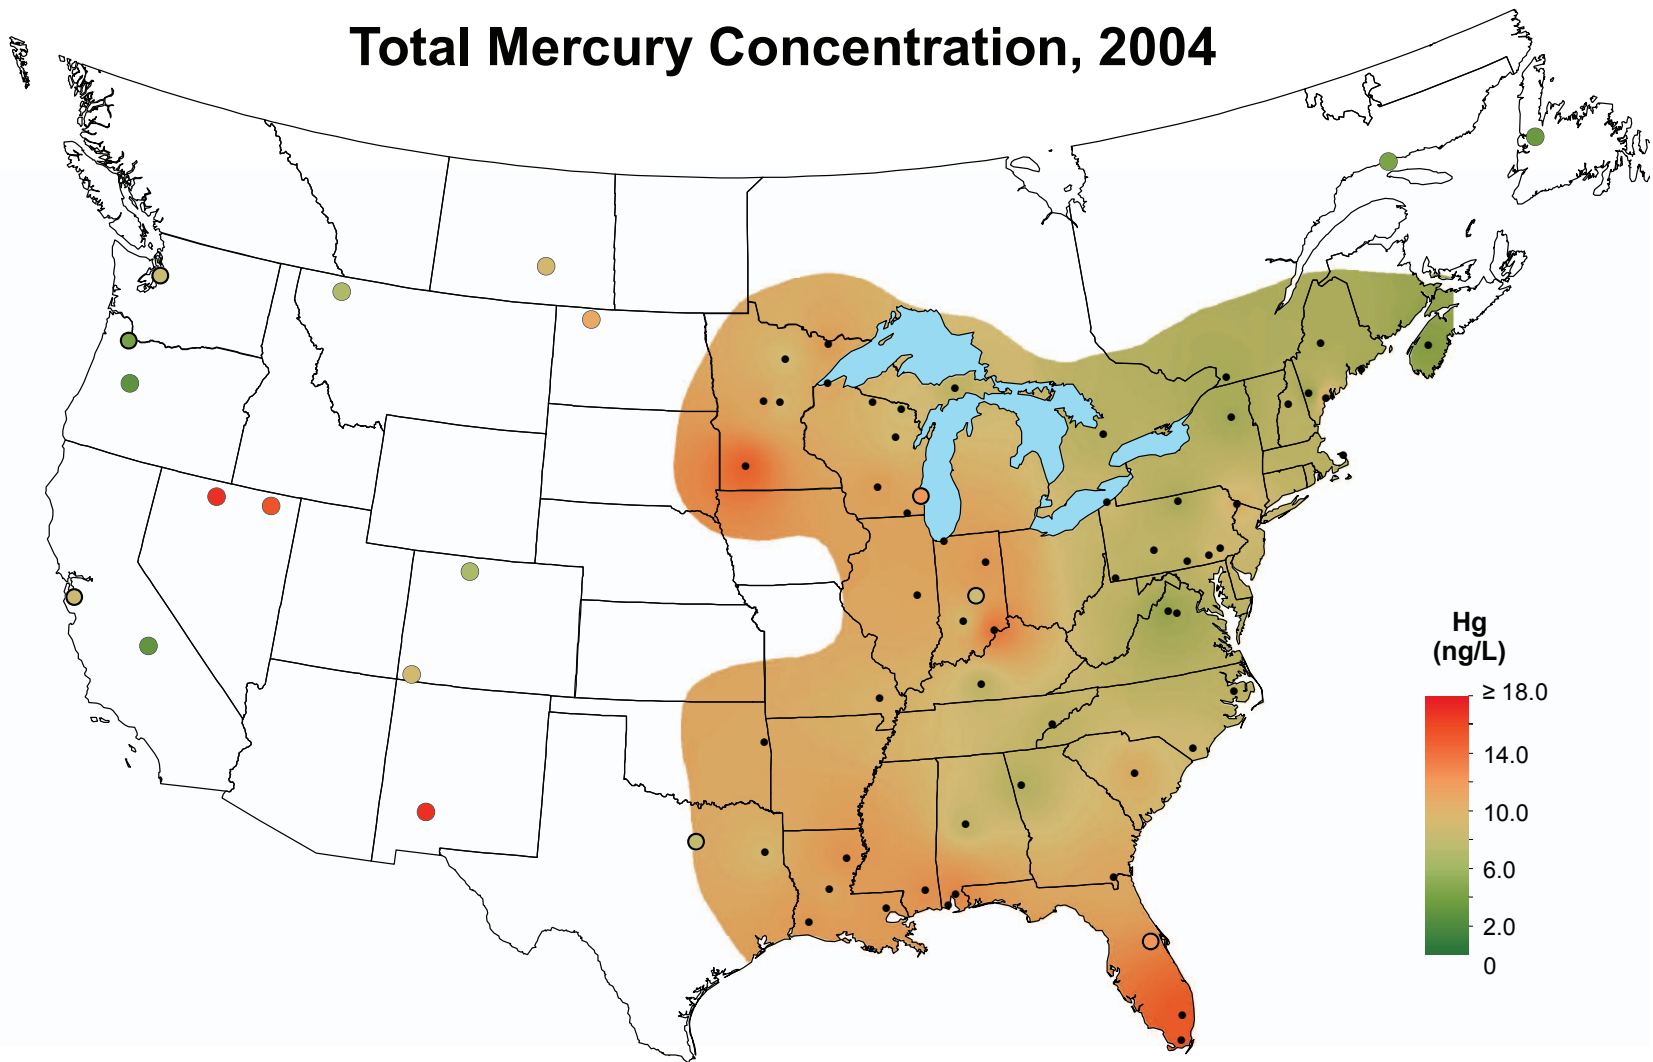 Total Mercury Concentration, 2004
Hg
(ng/L)
≥ 18.0
14.0
10.0
6.0
2.0
0